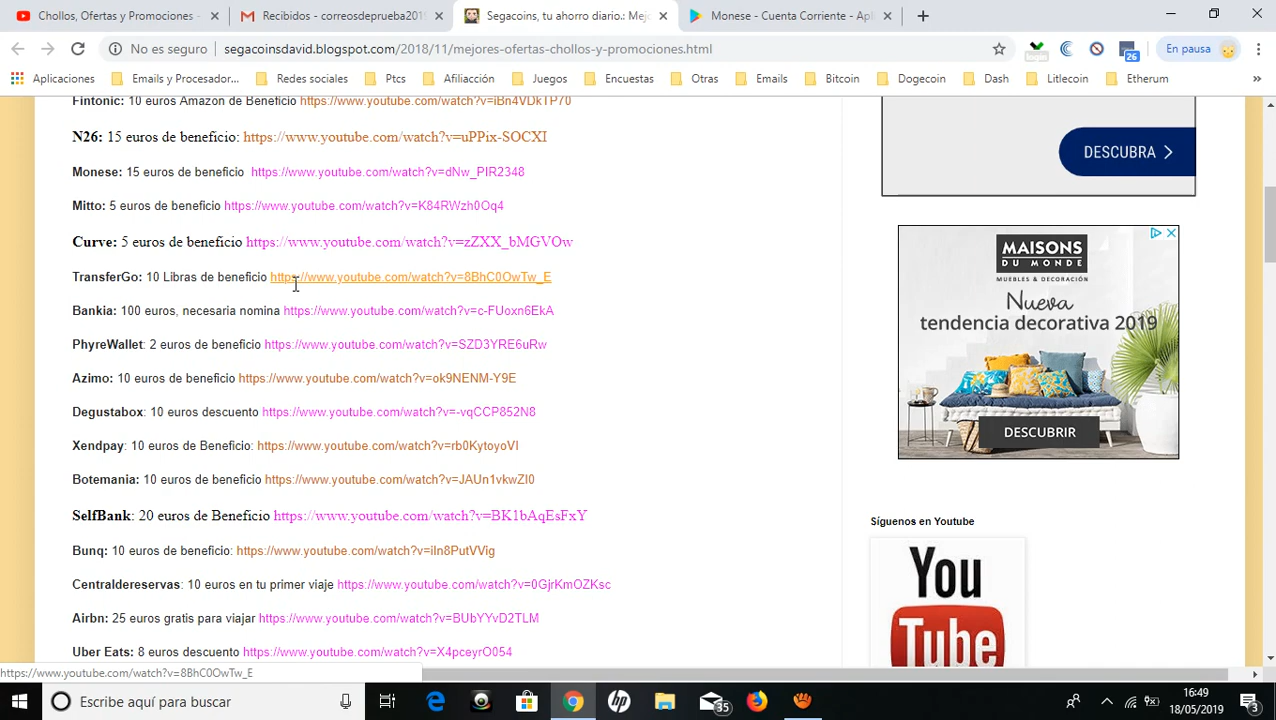 Chollos, Ofertas y Promociones
Recibidos - correosdeprueba2019
Segacoins, tu ahorro diario.: Mejo
Monese - Cuenta Corriente - Apli
No es seguro
segacoinsdavid.blogspot.com/2018/11/mejores-ofertas-chollos-y-promociones.html
26
En pausa
Aplicaciones
Emails y Procesador...
Redes sociales
Ptcs
Afiliacción
Juegos
Encuestas
Otras
Emails
Bitcoin
Dogecoin
Dash
Litlecoin
Etherum
»
Fintonic: 10 euros Amazon de Beneficio https://www.youtube.com/watch?v=iBn4VDkTP70
N26: 15 euros de beneficio: https://www.youtube.com/watch?v=uPPix-SOCXI
Monese: 15 euros de beneficio https://www.youtube.com/watch?v=dNw_PIR2348
Mitto: 5 euros de beneficio https://www.youtube.com/watch?v=K84RWzh0Oq4
Curve: 5 euros de beneficio https://www.youtube.com/watch?v=zZXX_bMGVOw
TransferGo: 10 Libras de beneficio https://www.youtube.com/watch?v=8BhC0OwTw_E
Bankia: 100 euros, necesaria nomina https://www.youtube.com/watch?v=c-FUoxn6EkA
PhyreWallet: 2 euros de beneficio https://www.youtube.com/watch?v=SZD3YRE6uRw
Azimo: 10 euros de beneficio https://www.youtube.com/watch?v=ok9NENM-Y9E
Degustabox: 10 euros descuento https://www.youtube.com/watch?v=-vqCCP852N8
Xendpay: 10 euros de Beneficio: https://www.youtube.com/watch?v=rb0KytoyoVI
Botemania: 10 euros de beneficio https://www.youtube.com/watch?v=JAUn1vkwZI0
SelfBank: 20 euros de Beneficio https://www.youtube.com/watch?v=BK1bAqEsFxY
Bunq: 10 euros de beneficio: https://www.youtube.com/watch?v=iIn8PutVVig
Centraldereservas: 10 euros en tu primer viaje https://www.youtube.com/watch?v=0GjrKmOZKsc
Airbn: 25 euros gratis para viajar https://www.youtube.com/watch?v=BUbYYvD2TLM
Uber Eats: 8 euros descuento https://www.youtube.com/watch?v=X4pceyrO054
DESCUBRA
MAISONS
DU MONDE
MUEBLES & DECORACIÓN
Nueva
tendencia decorativa 2019
DESCUBRIR
Síguenos en Youtube
You
Tube
https://www.youtube.com/watch?v=8BhC0OwTw_E
Escribe aquí para buscar
hp
35
16:49
18/05/2019
3